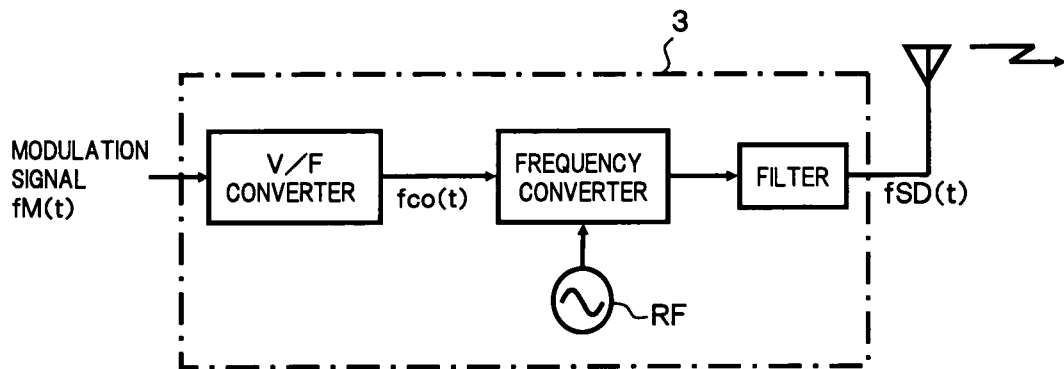 3
MODULATION
SIGNAL
fM(t)
V/F
CONVERTER
fco(t)
FREQUENCY
CONVERTER
FILTER
fSD(t)
RF